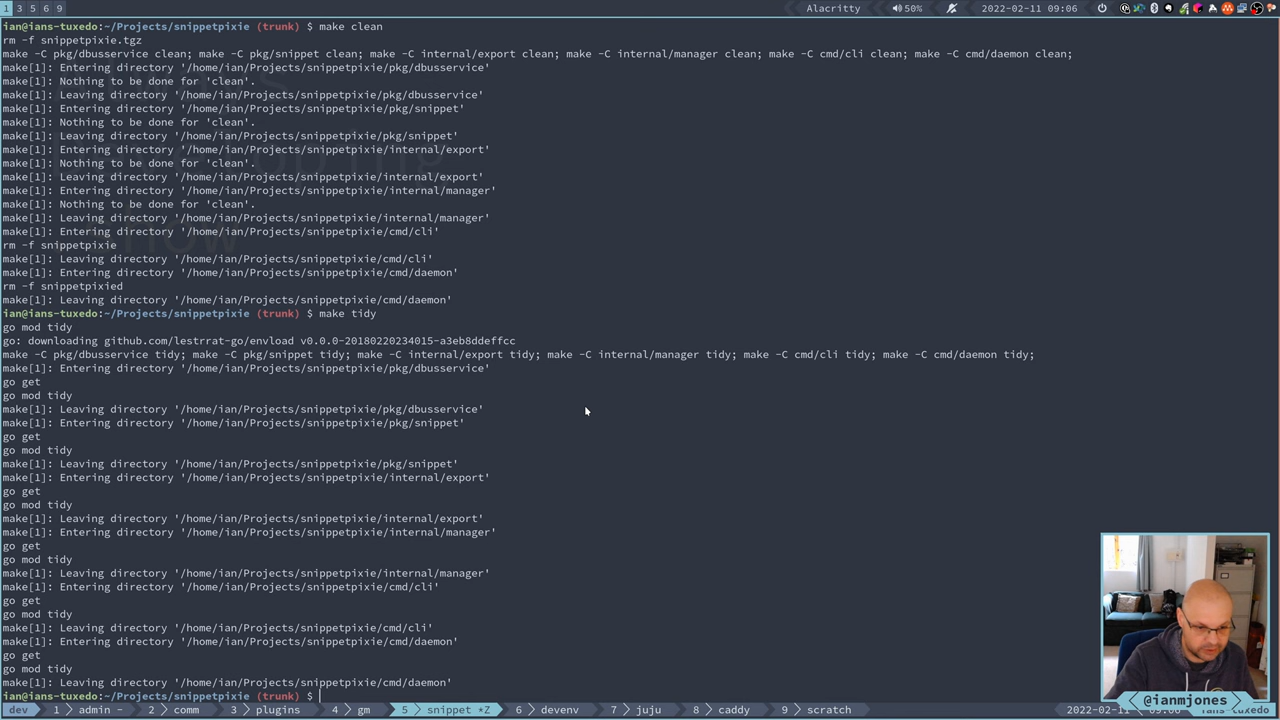 1 3 5 6 9 Alacritty 50% 2022-02-11 09:06
ian@ians-tuxedo:~/Projects/snippetpixie (trunk) $ make clean
rm -f snippetpixie.tgz
make -C pkg/dbusservice clean; make -C pkg/snippet clean; make -C internal/export clean; make -C internal/manager clean; make -C cmd/cli clean; make -C cmd/daemon clean;
make[1]: Entering directory '/home/ian/Projects/snippetpixie/pkg/dbusservice'
make[1]: Nothing to be done for 'clean'.
make[1]: Leaving directory '/home/ian/Projects/snippetpixie/pkg/dbusservice'
make[1]: Entering directory '/home/ian/Projects/snippetpixie/pkg/snippet'
make[1]: Nothing to be done for 'clean'.
make[1]: Leaving directory '/home/ian/Projects/snippetpixie/pkg/snippet'
make[1]: Entering directory '/home/ian/Projects/snippetpixie/internal/export'
make[1]: Nothing to be done for 'clean'.
make[1]: Leaving directory '/home/ian/Projects/snippetpixie/internal/export'
make[1]: Entering directory '/home/ian/Projects/snippetpixie/internal/manager'
make[1]: Nothing to be done for 'clean'.
make[1]: Leaving directory '/home/ian/Projects/snippetpixie/internal/manager'
make[1]: Entering directory '/home/ian/Projects/snippetpixie/cmd/cli'
rm -f snippetpixie
make[1]: Leaving directory '/home/ian/Projects/snippetpixie/cmd/cli'
make[1]: Entering directory '/home/ian/Projects/snippetpixie/cmd/daemon'
rm -f snippetpixied
make[1]: Leaving directory '/home/ian/Projects/snippetpixie/cmd/daemon'
ian@ians-tuxedo:~/Projects/snippetpixie (trunk) $ make tidy
go mod tidy
go: downloading github.com/lestrrat-go/envload v0.0.0-20180220234015-a3eb8ddeffcc
make -C pkg/dbusservice tidy; make -C pkg/snippet tidy; make -C internal/export tidy; make -C internal/manager tidy; make -C cmd/cli tidy; make -C cmd/daemon tidy;
make[1]: Entering directory '/home/ian/Projects/snippetpixie/pkg/dbusservice'
go get
go mod tidy
make[1]: Leaving directory '/home/ian/Projects/snippetpixie/pkg/dbusservice'
make[1]: Entering directory '/home/ian/Projects/snippetpixie/pkg/snippet'
go get
go mod tidy
make[1]: Leaving directory '/home/ian/Projects/snippetpixie/pkg/snippet'
make[1]: Entering directory '/home/ian/Projects/snippetpixie/internal/export'
go get
go mod tidy
make[1]: Leaving directory '/home/ian/Projects/snippetpixie/internal/export'
make[1]: Entering directory '/home/ian/Projects/snippetpixie/internal/manager'
go get
go mod tidy
make[1]: Leaving directory '/home/ian/Projects/snippetpixie/internal/manager'
make[1]: Entering directory '/home/ian/Projects/snippetpixie/cmd/cli'
go get
go mod tidy
make[1]: Leaving directory '/home/ian/Projects/snippetpixie/cmd/cli'
make[1]: Entering directory '/home/ian/Projects/snippetpixie/cmd/daemon'
go get
go mod tidy
make[1]: Leaving directory '/home/ian/Projects/snippetpixie/cmd/daemon'
ian@ians-tuxedo:~/Projects/snippetpixie (trunk) $
@ianmjones
dev 1 admin - 2 comm 3 plugins 4 gm 5 snippet *Z 6 devenv 7 juju 8 caddy 9 scratch 2022-02-11 tuxedo